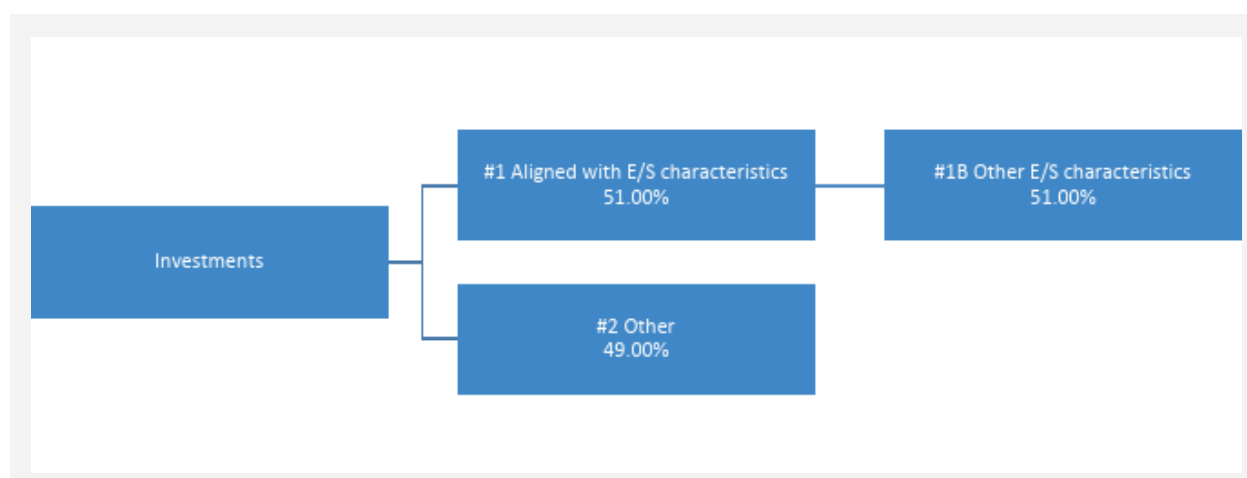 Investments
#1 Aligned with E/S characteristics
51.00%
#1B Other E/S characteristics
51.00%
#2 Other
49.00%